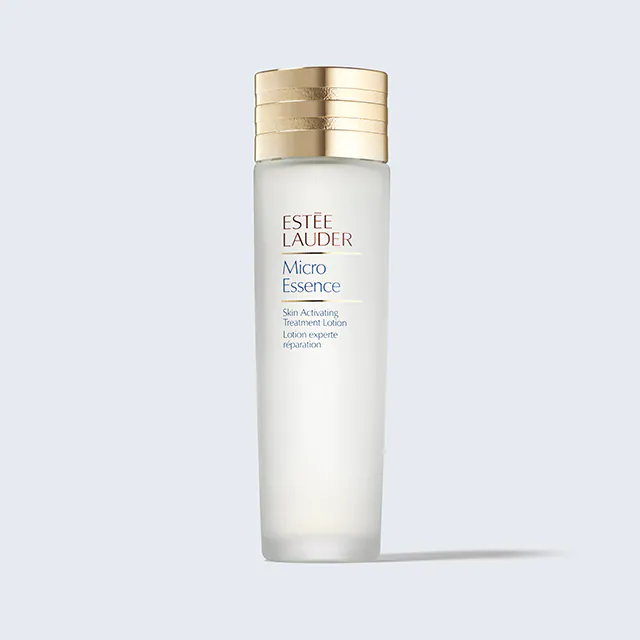 ESTĒE
LAUDER
Micro
Essence
Skin Activating
Treatment Lotion
Lotion experte
réparation